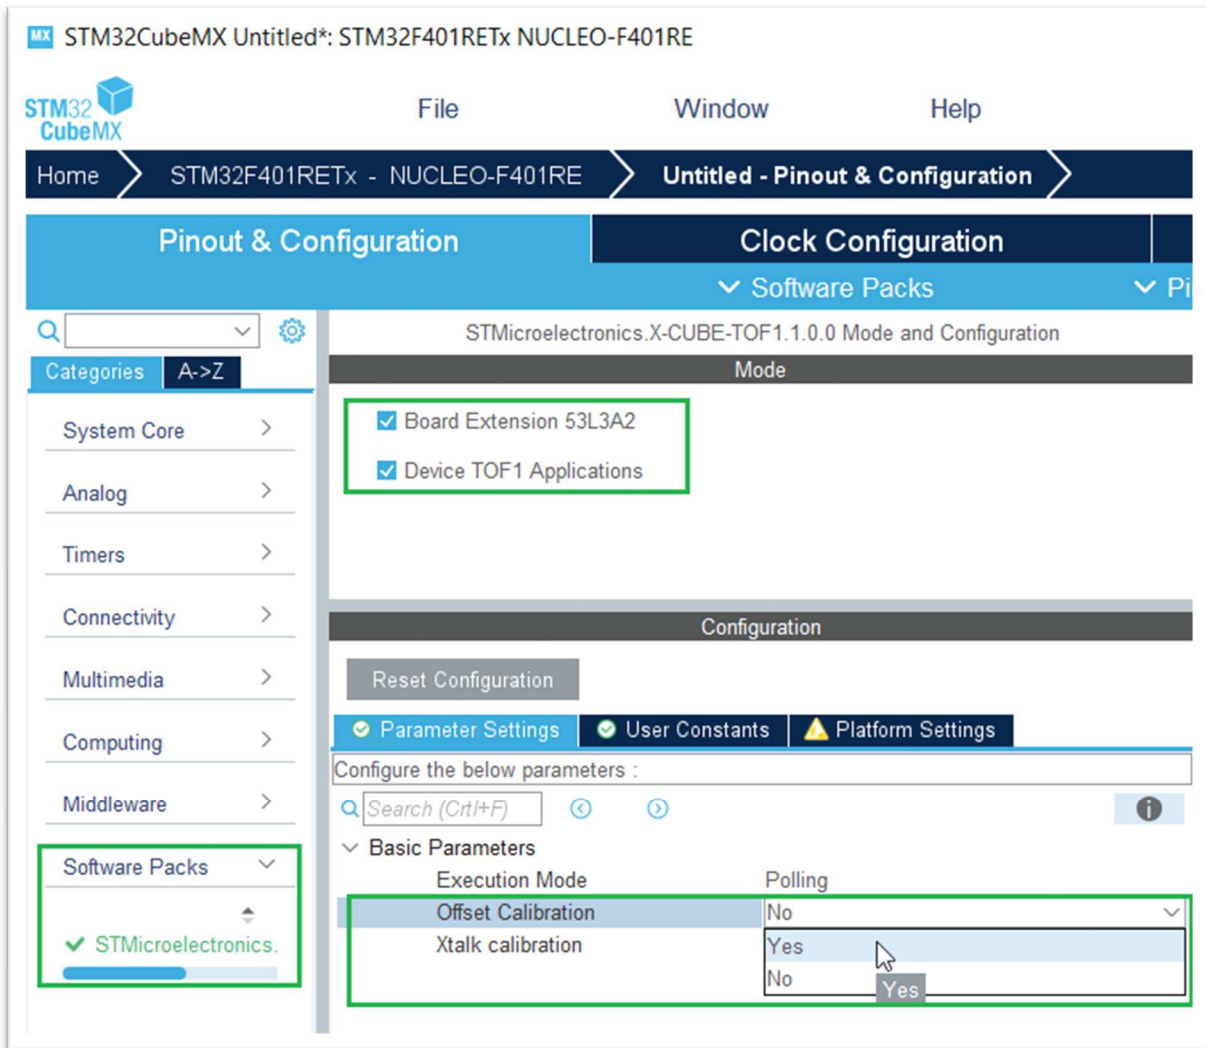 MX STM32CubeMX Untitled*: STM32F401RETx NUCLEO-F401RE
STM32
CubeMX
File Window Help
Home STM32F401RETx - NUCLEO-F401RE Untitled - Pinout & Configuration
Pinout & Configuration Clock Configuration
Software Packs Pi
STMicroelectronics.X-CUBE-TOF1.1.0.0 Mode and Configuration
Categories A->Z
Mode
Board Extension 53L3A2
System Core
Device TOF1 Applications
Analog
Timers
Connectivity
Configuration
Multimedia
Reset Configuration
Parameter Settings User Constants Platform Settings
Computing
Configure the below parameters :
Middleware
Search (Crtl+F)
Basic Parameters
Software Packs
Execution Mode Polling
Offset Calibration No
STMicroelectronics.
Xtalk calibration Yes
No
Yes